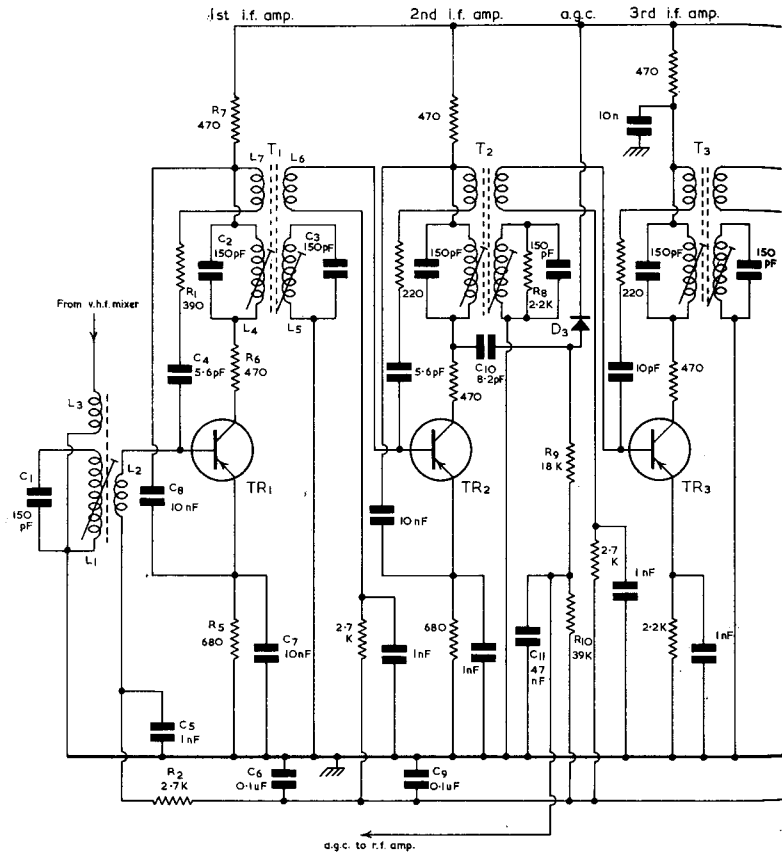 1st i.f. amp.
2nd i.f. amp.
a.g.c.
3rd i.f. amp.
R7
470
470
470
10n
L7
T1
L6
T2
T3
C2
150pF
C3
150pF
150pF
150
pF
150pF
150
pF
R1
390
L4
L5
220
R8
2.2K
220
D3
From v.h.f. mixer
C4
5.6pF
R6
470
5.6pF
C10
8.2pF
470
10pF
470
L3
C1
150
pF
L2
L1
C8
10nF
TR1
TR2
R9
18K
TR3
10nF
2.7
K
1nF
R5
680
C7
10nF
2.7
K
1nF
680
1nF
C11
47
nF
R10
39K
2.2K
1nF
C5
1nF
R2
2.7K
C6
0.1uF
C9
0.1uF
a.g.c. to r.f. amp.